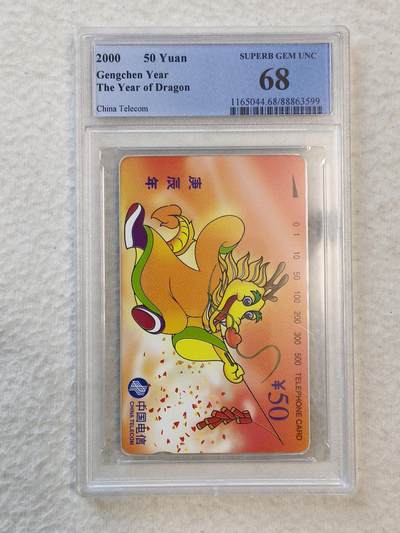 2000 50 Yuan
Gengchen Year
The Year of Dragon
China Telecom
SUPERB GEM UNC
68
1165044.68/88863599
庚辰年
0 1 10 50 100 200 300 500 TELEPHONE CARD
¥50
中国电信
CHINA TELECOM